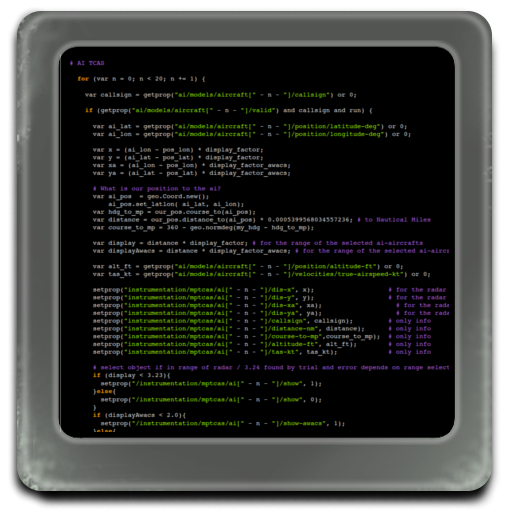 # AI TCAS
for (var n = 0; n < 20; n += 1) {
var callsign = getprop("ai/models/aircraft[" ~ n ~ "]/callsign") or 0;
if (getprop("ai/models/aircraft[" ~ n ~ "]/valid") and callsign and run) {
var ai_lat = getprop("ai/models/aircraft[" ~ n ~ "]/position/latitude-deg") or 0;
var ai_lon = getprop("ai/models/aircraft[" ~ n ~ "]/position/longitude-deg") or 0;
var x = (ai_lon - pos_lon) * display_factor;
var y = (ai_lat - pos_lat) * display_factor;
var xa = (ai_lon - pos_lon) * display_factor_awacs;
var ya = (ai_lat - pos_lat) * display_factor_awacs;
# What is our position to the ai?
var ai_pos = geo.Coord.new();
ai_pos.set_latlon( ai_lat, ai_lon);
var hdg_to_mp = our_pos.course_to(ai_pos);
var distance = our_pos.distance_to(ai_pos) * 0.0005399568034557236; # to Nautical Miles
var course_to_mp = 360 - geo.normdeg(my_hdg - hdg_to_mp);
var display = distance * display_factor; # for the range of the selected ai-aircrafts
var displayAwacs = distance * display_factor_awacs; # for the range of the selected ai-aircr
var alt_ft = getprop("ai/models/aircraft[" ~ n ~ "]/position/altitude-ft") or 0;
var tas_kt = getprop("ai/models/aircraft[" ~ n ~ "]/velocities/true-airspeed-kt") or 0;
setprop("instrumentation/mptcas/ai[" ~ n ~ "]/dis-x", x); # for the radar
setprop("instrumentation/mptcas/ai[" ~ n ~ "]/dis-y", y); # for the radar
setprop("instrumentation/mptcas/ai[" ~ n ~ "]/dis-xa", xa); # for the rada
setprop("instrumentation/mptcas/ai[" ~ n ~ "]/dis-ya", ya); # for the rada
setprop("instrumentation/mptcas/ai[" ~ n ~ "]/callsign", callsign); # only info
setprop("instrumentation/mptcas/ai[" ~ n ~ "]/distance-nm", distance); # only info
setprop("instrumentation/mptcas/ai[" ~ n ~ "]/course-to-mp",course_to_mp); # only info
setprop("instrumentation/mptcas/ai[" ~ n ~ "]/altitude-ft", alt_ft); # only info
setprop("instrumentation/mptcas/ai[" ~ n ~ "]/tas-kt", tas_kt); # only info
# select object if in range of radar / 3.24 found by trial and error depends on range select
if (display < 3.23){
setprop("/instrumentation/mptcas/ai[" ~ n ~ "]/show", 1);
}else{
setprop("/instrumentation/mptcas/ai[" ~ n ~ "]/show", 0);
}
if (displayAwacs < 2.0){
setprop("/instrumentation/mptcas/ai[" ~ n ~ "]/show-awacs", 1);
}else{